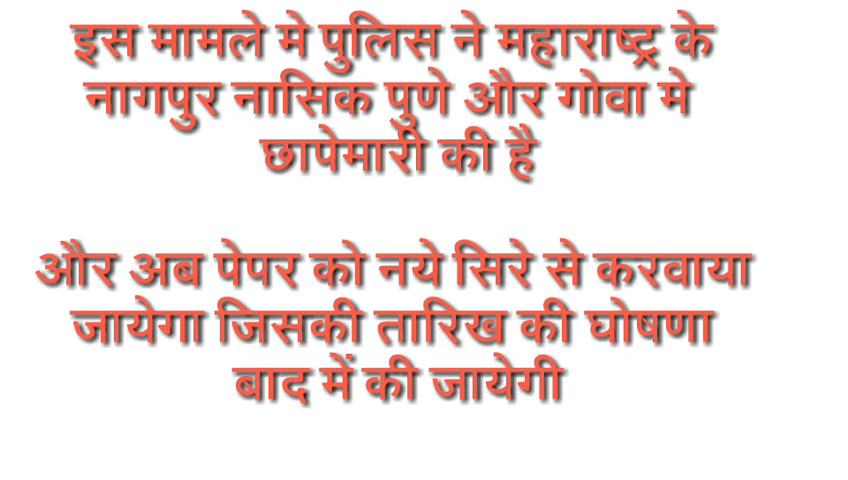 इस मामले मे पुलिस ने महाराष्ट्र के
नागपुर नासिक पुणे और गोवा मे
छापेमारी की है
और अब पेपर को नये सिरे से करवाया
जायेगा जिसकी तारिख की घोषणा
बाद में की जायेगी